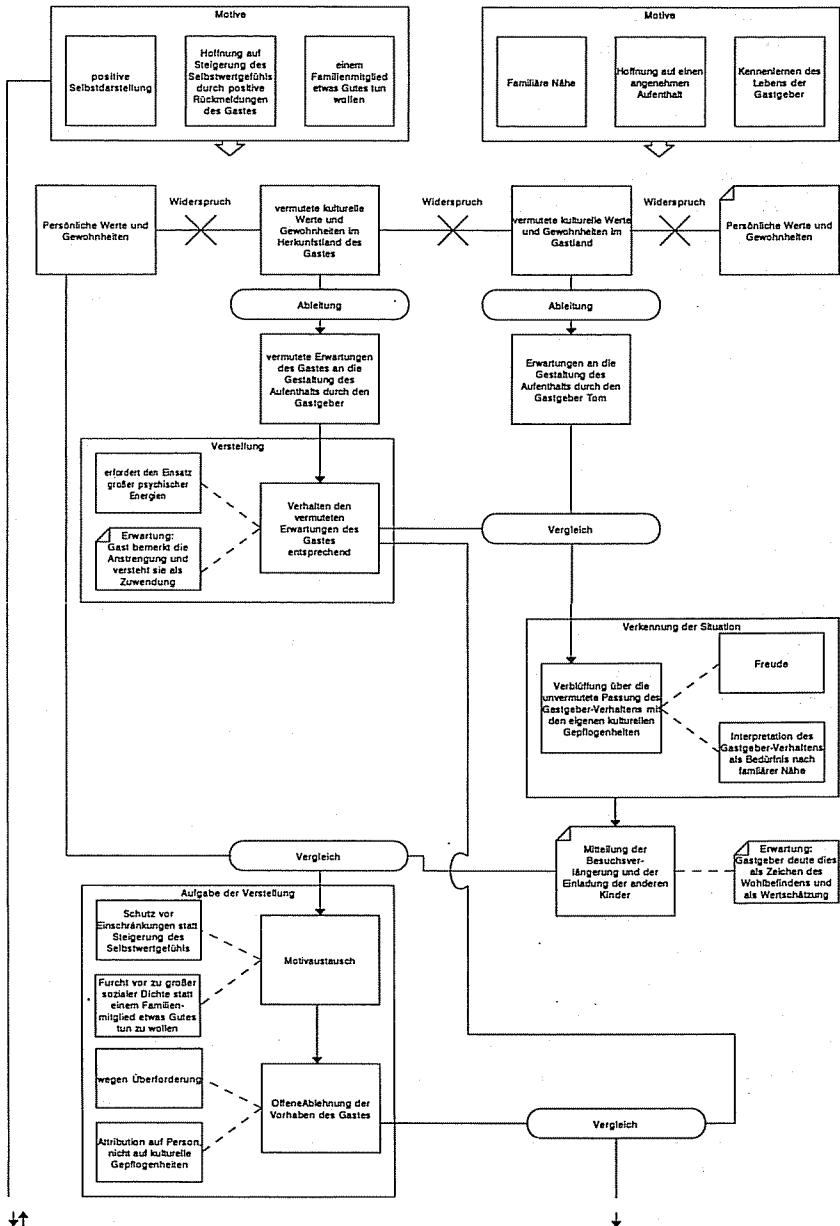 Motive
positive
Selbstdarstellung
Hoffnung auf
Steigerung des
Selbstwertgefühls
durch positive
Rückmeldungen
des Gastes
einem
Familienmitglied
etwas Gutes tun
wollen
Motive
Familiäre Nähe
Hoffnung auf einen
angenehmen
Aufenthalt
Kennenlernen des
Lebens der
Gastgeber
Persönliche Werte und
Gewohnheiten
Widerspruch
vermutete kulturelle
Werte und
Gewohnheiten im
Herkunftsland des
Gastes
Widerspruch
vermutete kulturelle Werte
und Gewohnheiten im
Gastland
Widerspruch
Persönliche Werte und
Gewohnheiten
Ableitung
Ableitung
vermutete Erwartungen
des Gastes an die
Gestaltung des
Aufenthalts durch den
Gastgeber
Erwartungen an die
Gestaltung des
Aufenthalts durch den
Gastgeber Tom
Verstellung
erfordert den Einsatz
großer psychischer
Energien
Erwartung:
Gast bemerkt die
Anstrengung und
versteht sie als
Zuwendung
Verhalten den
vermuteten
Erwartungen des
Gastes
entsprechend
Vergleich
Verkennung der Situation
Verblüffung über die
unvermutete Passung des
Gastgeber-Verhaltens mit
den eigenen kulturellen
Gepflogenheiten
Freude
Interpretation des
Gastgeber-Verhaltens
als Bedürfnis nach
familiärer Nähe
Vergleich
Mitteilung der
Besuchsver-
längerung und der
Einladung der anderen
Kinder
Erwartung:
Gastgeber deute dies
als Zeichen des
Wohlbefindens und
als Wertschätzung
Aufgabe der Verstellung
Schutz vor
Einschränkungen statt
Steigerung des
Selbstwertgefühls
Furcht vor zu großer
sozialer Dichte statt
einem Familien-
mitglied etwas Gutes
tun zu wollen
Motivaustausch
wegen Überforderung
Attribution auf Person,
nicht auf kulturelle
Gepflogenheiten
OffeneAblehnung der
Vorhaben des Gastes
Vergleich